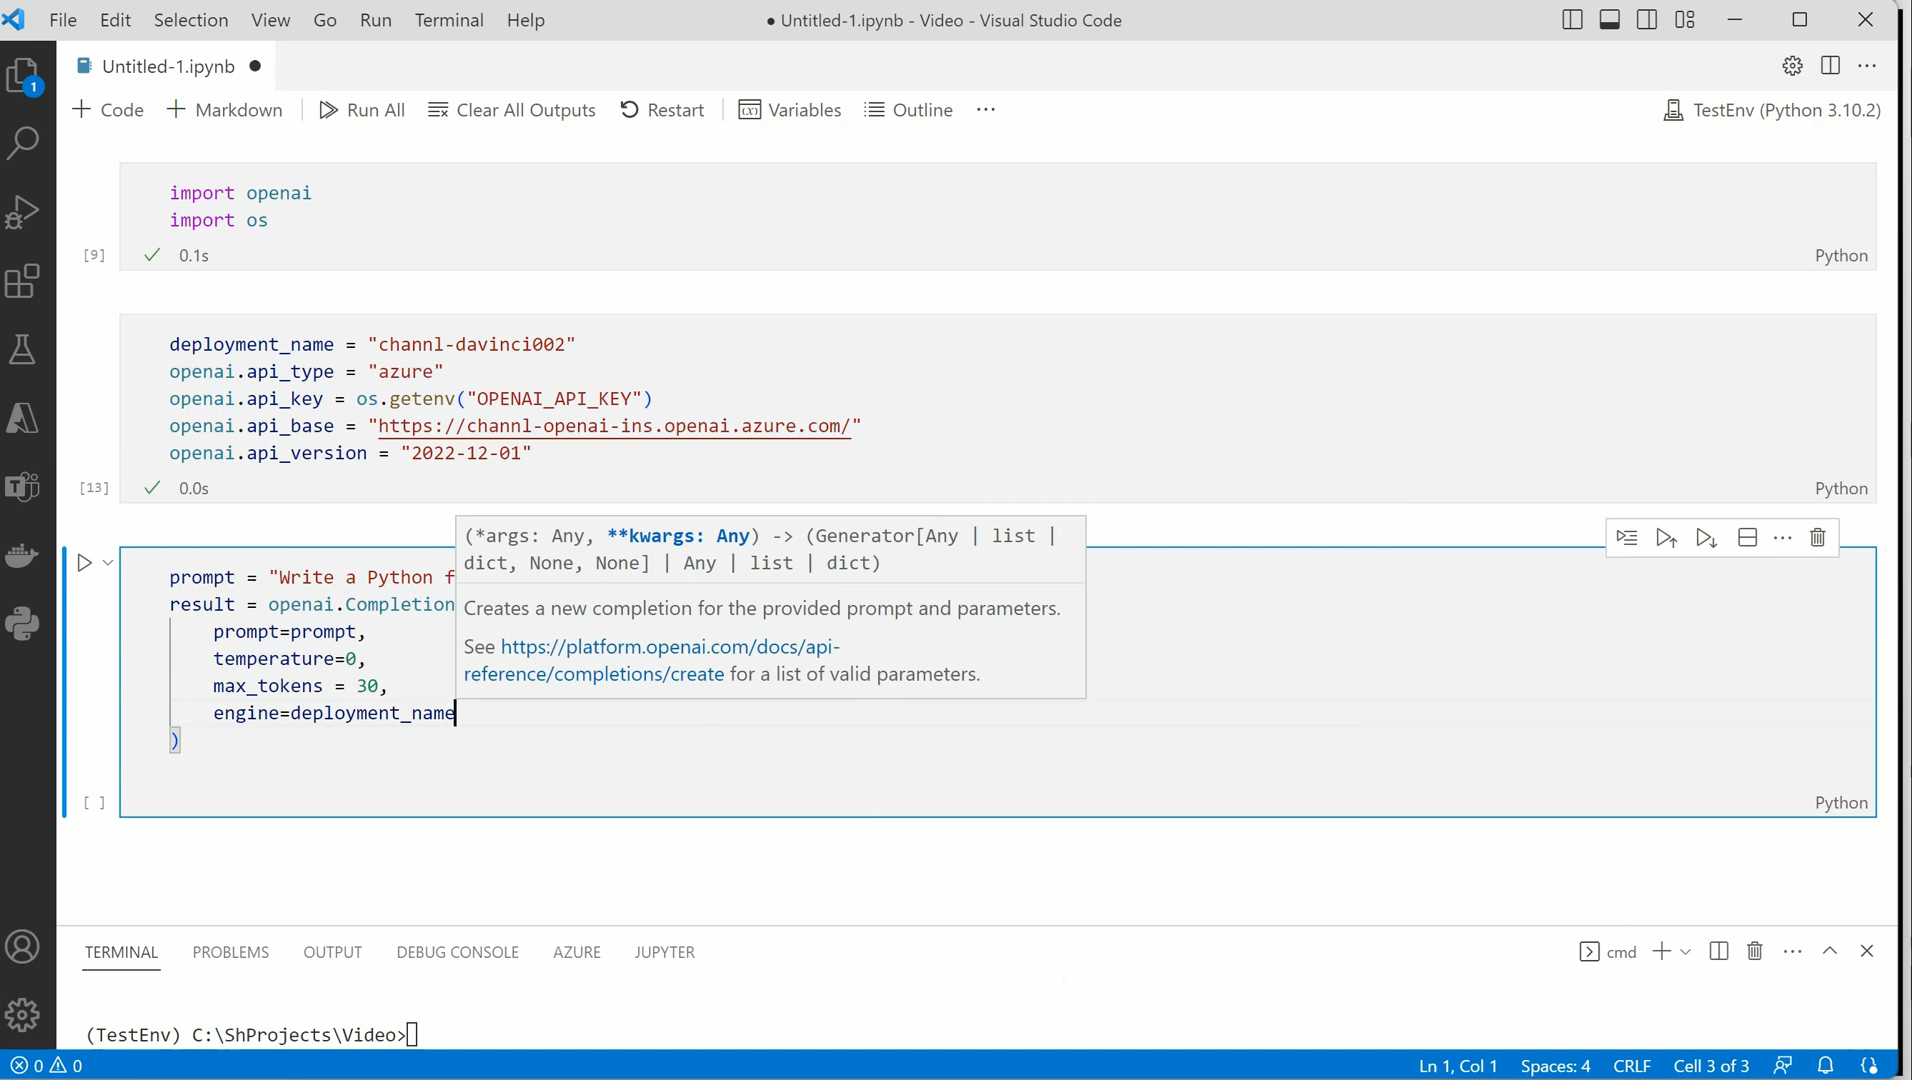 File Edit Selection View Go Run Terminal Help ● Untitled-1.ipynb - Video - Visual Studio Code
Untitled-1.ipynb ●
1
+ Code + Markdown Run All Clear All Outputs Restart Variables Outline ··· TestEnv (Python 3.10.2)
import openai
import os
[9] ✓ 0.1s Python
deployment_name = "channl-davinci002"
openai.api_type = "azure"
openai.api_key = os.getenv("OPENAI_API_KEY")
openai.api_base = "https://channl-openai-ins.openai.azure.com/"
openai.api_version = "2022-12-01"
[13] ✓ 0.0s Python
(*args: Any, **kwargs: Any) -> (Generator[Any | list |
dict, None, None] | Any | list | dict)
Creates a new completion for the provided prompt and parameters.
See https://platform.openai.com/docs/api-
reference/completions/create for a list of valid parameters.
prompt = "Write a Python f
result = openai.Completion
prompt=prompt,
temperature=0,
max_tokens = 30,
engine=deployment_name
)
[ ] Python
TERMINAL PROBLEMS OUTPUT DEBUG CONSOLE AZURE JUPYTER cmd
(TestEnv) C:\ShProjects\Video>
0 0 Ln 1, Col 1 Spaces: 4 CRLF Cell 3 of 3